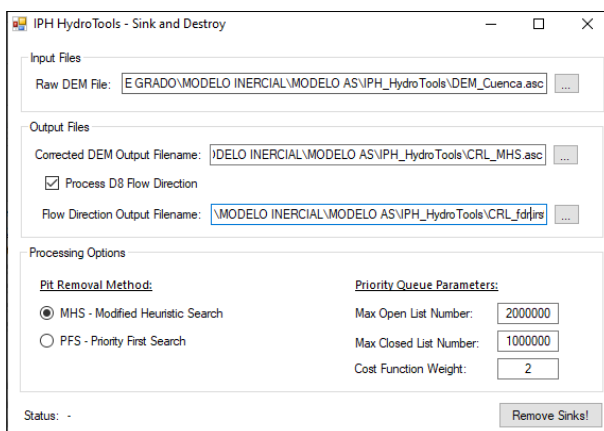 IPH HydroTools - Sink and Destroy
Input Files
Raw DEM File: E GRADO\MODELO INERCIAL\MODELO AS\IPH_HydroTools\DEM_Cuenca.asc ...
Output Files
Corrected DEM Output Filename: DELO INERCIAL\MODELO AS\IPH_HydroTools\CRL_MHS.asc ...
Process D8 Flow Direction
Flow Direction Output Filename: \MODELO INERCIAL\MODELO AS\IPH_HydroTools\ ...
Processing Options
Pit Removal Method:
MHS - Modified Heuristic Search
PFS - Priority First Search
Priority Queue Parameters:
Max Open List Number: 2000000
Max Closed List Number: 1000000
Cost Function Weight: 2
Status: -
Remove Sinks!